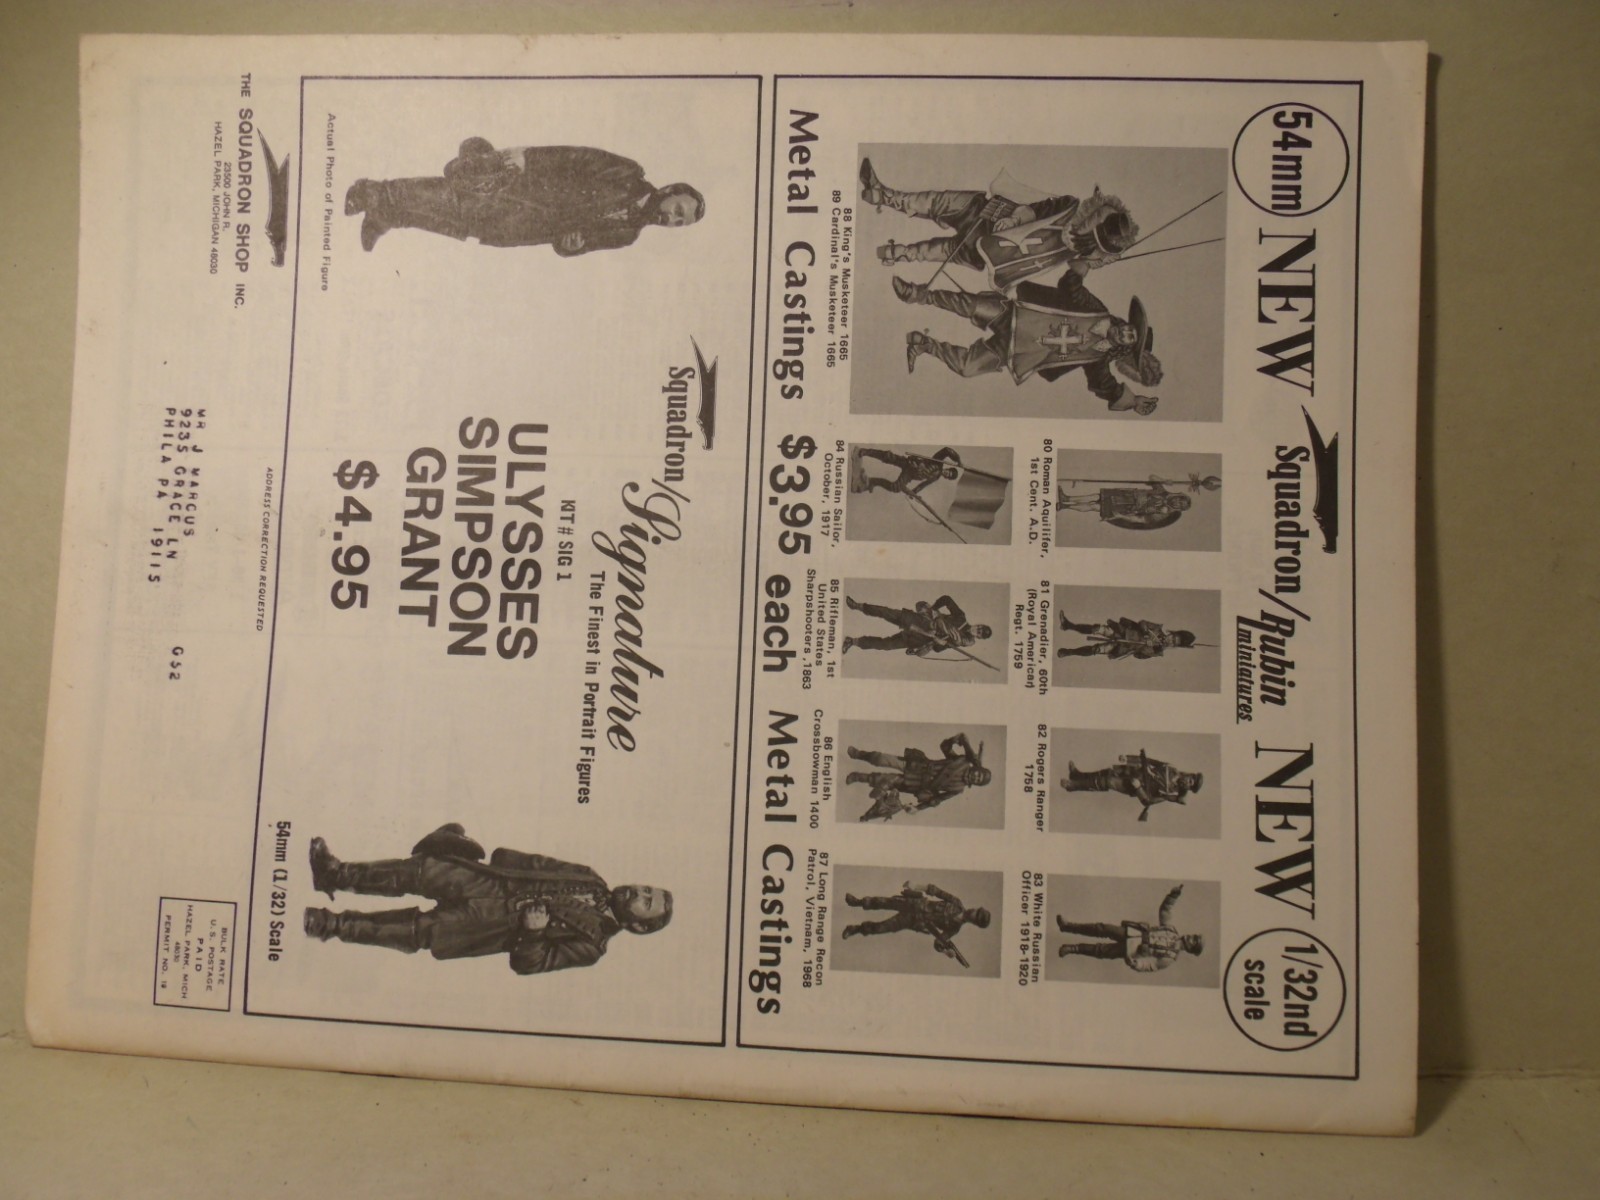 54mm NEW Squadron/Rubin miniatures NEW 1/32nd scale
88 King's Musketeer 1665
89 Cardinal's Musketeer 1665
80 Roman Aquilifer,
1st Cent. A.D.
81 Grenadier, 60th
(Royal American)
Regt. 1759
82 Rogers Ranger
1758
83 White Russian
Officer 1918-1920
84 Russian Sailor,
October, 1917
85 Rifleman, 1st
United States
Sharpshooters ,1863
86 English
Crossbowman 1400
87 Long Range Recon
Patrol, Vietnam, 1968
Metal Castings $3.95 each Metal Castings
Squadron/Signature
The Finest in Portrait Figures
KIT # SIG 1
ULYSSES
SIMPSON
GRANT
$4.95
Actual Photo of Painted Figure
54mm (1/32) Scale
THE SQUADRON SHOP INC.
23500 JOHN R.
HAZEL PARK, MICHIGAN 48030
ADDRESS CORRECTION REQUESTED
MR J MARCUS
9235 GRACE LN G52
PHILA PA 19115
BULK RATE
U.S. POSTAGE
PAID
HAZEL PARK, MICH
48030
PERMIT NO. 19